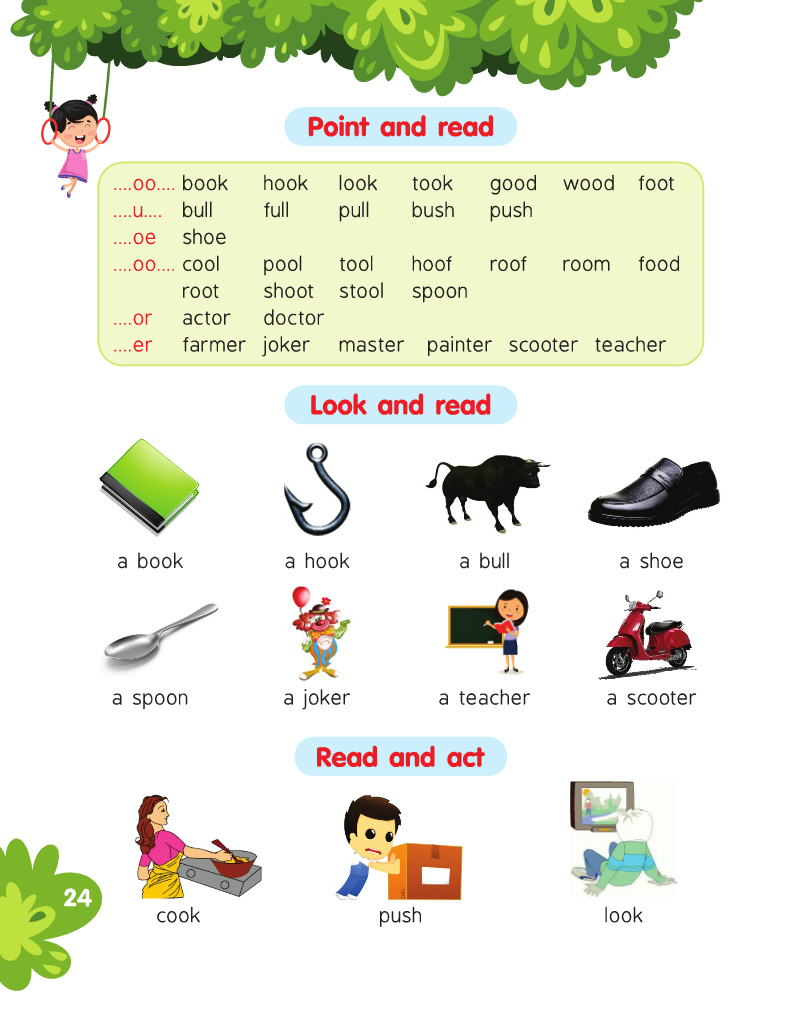 Point and read
....oo.... book hook look took good wood foot
....u.... bull full pull bush push
....oe shoe
....oo.... cool pool tool hoof roof room food
root shoot stool spoon
....or actor doctor
....er farmer joker master painter scooter teacher
Look and read
a book a hook a bull a shoe
a spoon a joker a teacher a scooter
Read and act
cook push look
24